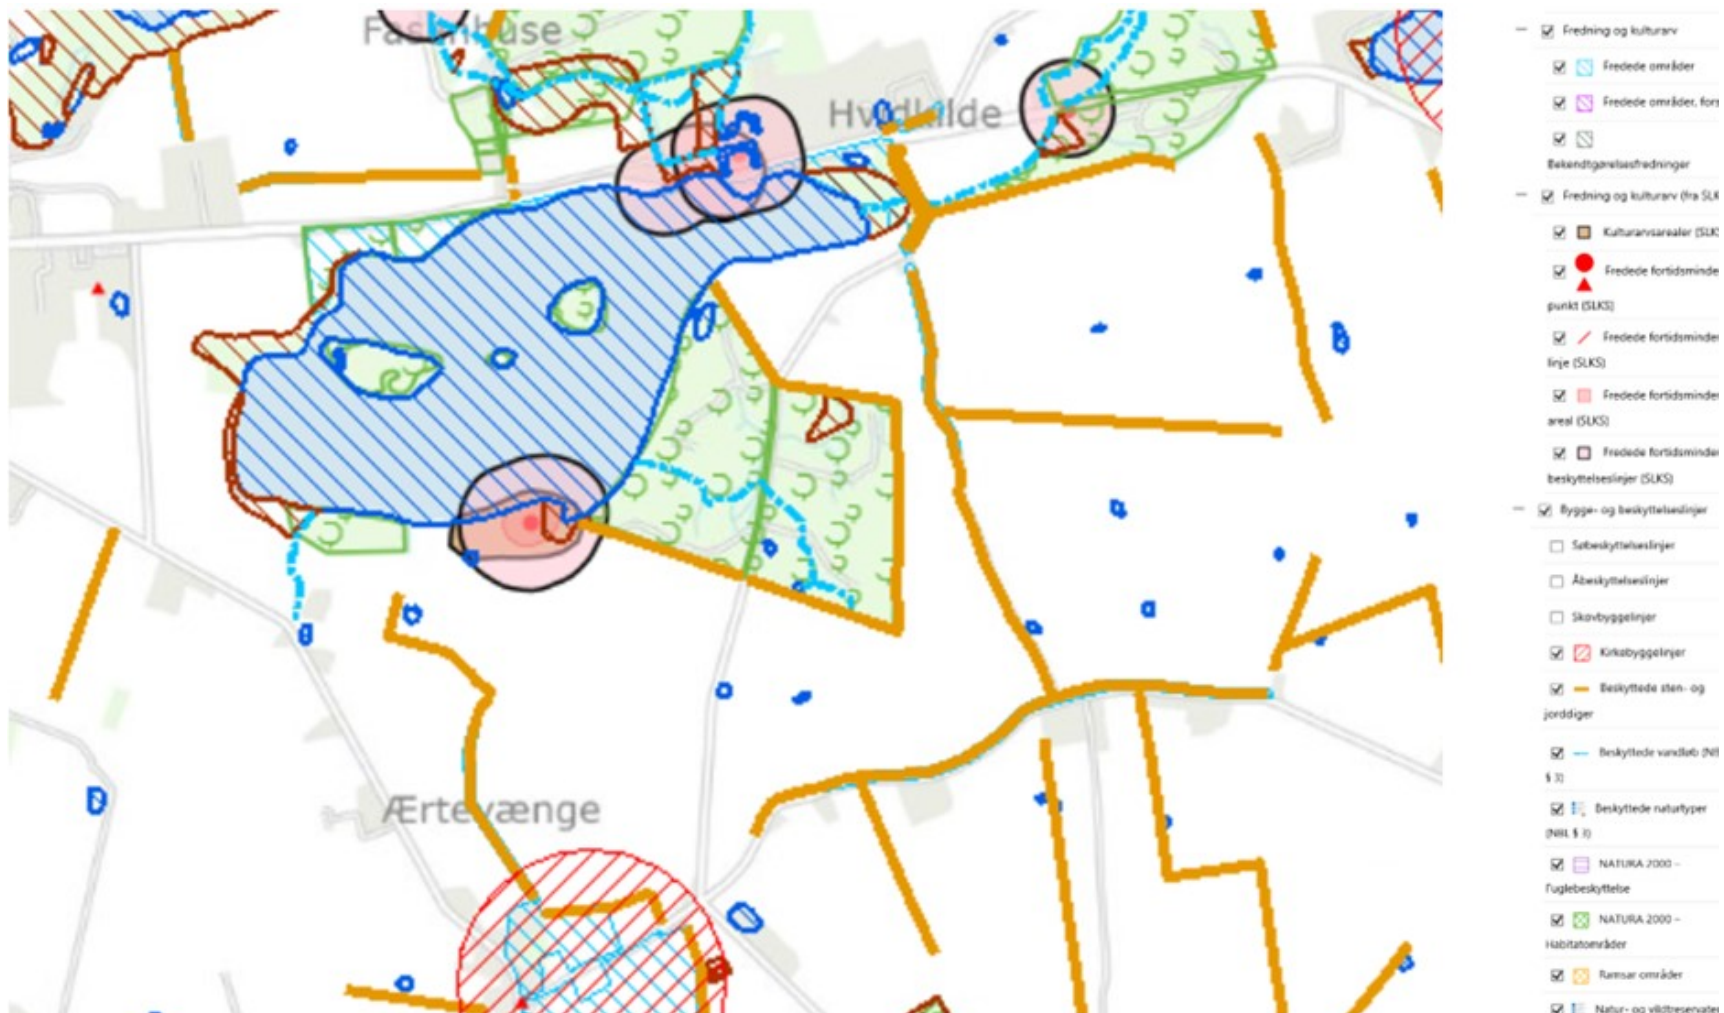 Fasanhuse
Hvidkilde
Ærtevænge
Fredning og kulturarv
Fredede områder
Fredede områder, fors
Bekendtgørelsesfredninger
Fredning og kulturarv (fra SLK
Kulturarvsarealer (SLKS
Fredede fortidsminder
punkt (SLKS)
Fredede fortidsminder
linje (SLKS)
Fredede fortidsminder
areal (SLKS)
Fredede fortidsminder
beskyttelseslinjer (SLKS)
Bygge- og beskyttelseslinjer
Søbeskyttelseslinjer
Åbeskyttelseslinjer
Skovbyggelinjer
Kirkebyggelinjer
Beskyttede sten- og
jorddiger
Beskyttede vandløb (NB
§ 3)
Beskyttede naturtyper
(NBL § 3)
NATURA 2000 –
Fuglebeskyttelse
NATURA 2000 –
Habitatområder
Ramsar områder
Natur- og vildtreservater